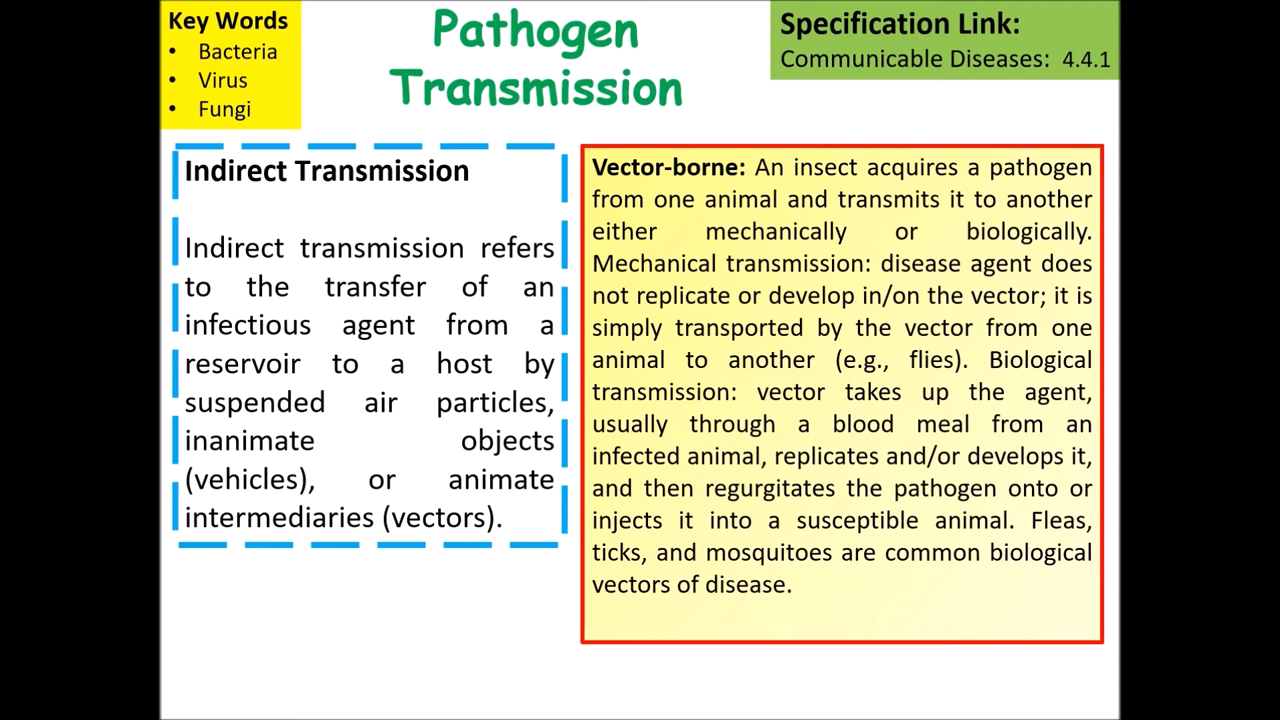 Key Words
• Bacteria
• Virus
• Fungi
Pathogen
Transmission
Specification Link:
Communicable Diseases: 4.4.1
Indirect Transmission
Indirect transmission refers
to the transfer of an
infectious agent from a
reservoir to a host by
suspended air particles,
inanimate objects
(vehicles), or animate
intermediaries (vectors).
Vector-borne: An insect acquires a pathogen
from one animal and transmits it to another
either mechanically or biologically.
Mechanical transmission: disease agent does
not replicate or develop in/on the vector; it is
simply transported by the vector from one
animal to another (e.g., flies). Biological
transmission: vector takes up the agent,
usually through a blood meal from an
infected animal, replicates and/or develops it,
and then regurgitates the pathogen onto or
injects it into a susceptible animal. Fleas,
ticks, and mosquitoes are common biological
vectors of disease.